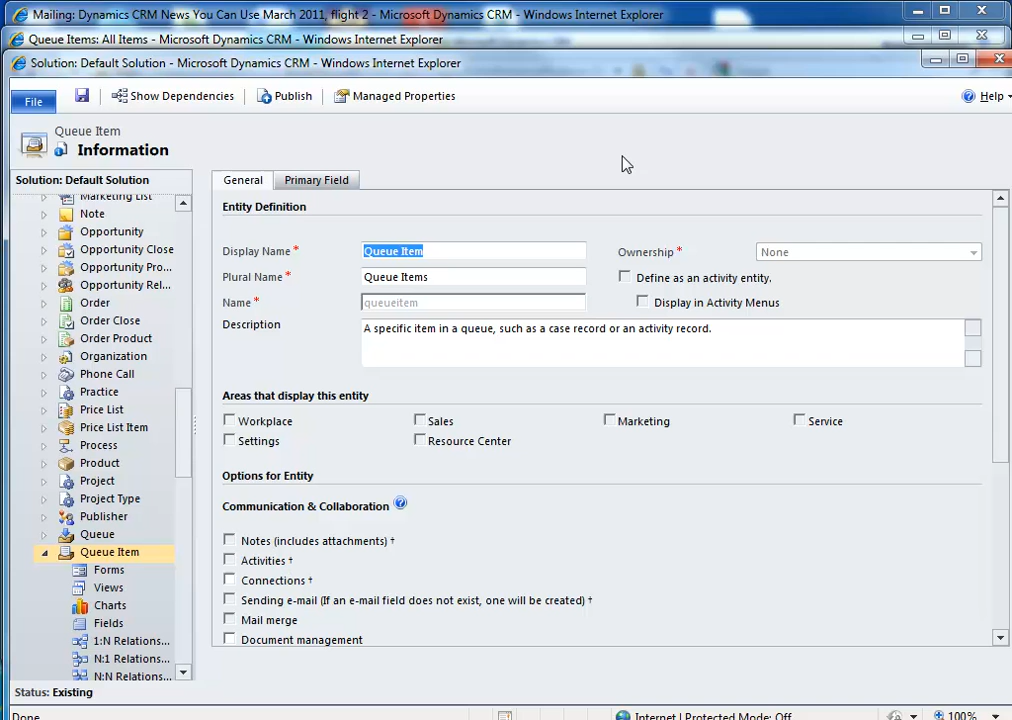 Mailing: Dynamics CRM News You Can Use March 2011, flight 2 - Microsoft Dynamics CRM - Windows Internet Explorer
Queue Items: All Items - Microsoft Dynamics CRM - Windows Internet Explorer
Solution: Default Solution - Microsoft Dynamics CRM - Windows Internet Explorer
File Show Dependencies Publish Managed Properties Help
Queue Item
Information
Solution: Default Solution
Marketing List
Note
Opportunity
Opportunity Close
Opportunity Pro...
Opportunity Rel...
Order
Order Close
Order Product
Organization
Phone Call
Practice
Price List
Price List Item
Process
Product
Project
Project Type
Publisher
Queue
Queue Item
Forms
Views
Charts
Fields
1:N Relations...
N:1 Relations...
N:N Relations...
General Primary Field
Entity Definition
Display Name * Queue Item Ownership * None
Plural Name * Queue Items Define as an activity entity.
Name * queueitem Display in Activity Menus
Description A specific item in a queue, such as a case record or an activity record.
Areas that display this entity
Workplace Sales Marketing Service
Settings Resource Center
Options for Entity
Communication & Collaboration
Notes (includes attachments) †
Activities †
Connections †
Sending e-mail (If an e-mail field does not exist, one will be created) †
Mail merge
Document management
Status: Existing
Done Internet | Protected Mode: Off 100%